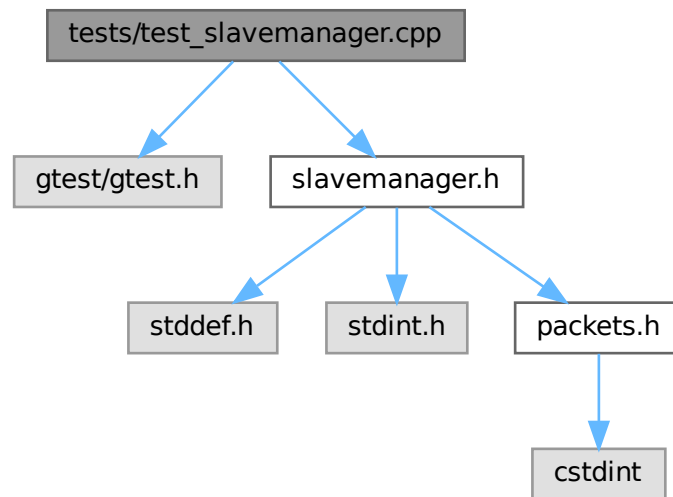 tests/test_slavemanager.cpp
gtest/gtest.h
slavemanager.h
stddef.h
stdint.h
packets.h
cstdint